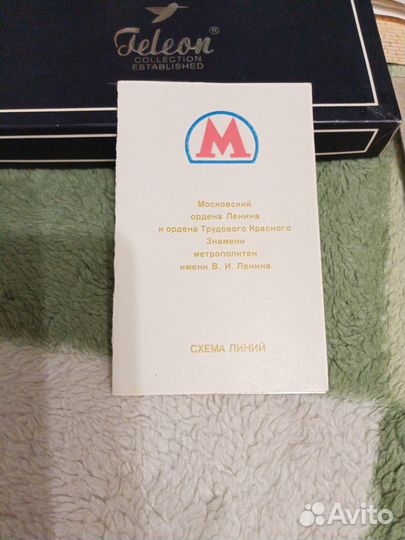 Teleon®
COLLECTION
ESTABLISHED
М
Московский
ордена Ленина
и ордена Трудового Красного
Знамени
метрополитен
имени В. И. Ленина
СХЕМА ЛИНИЙ
Avito